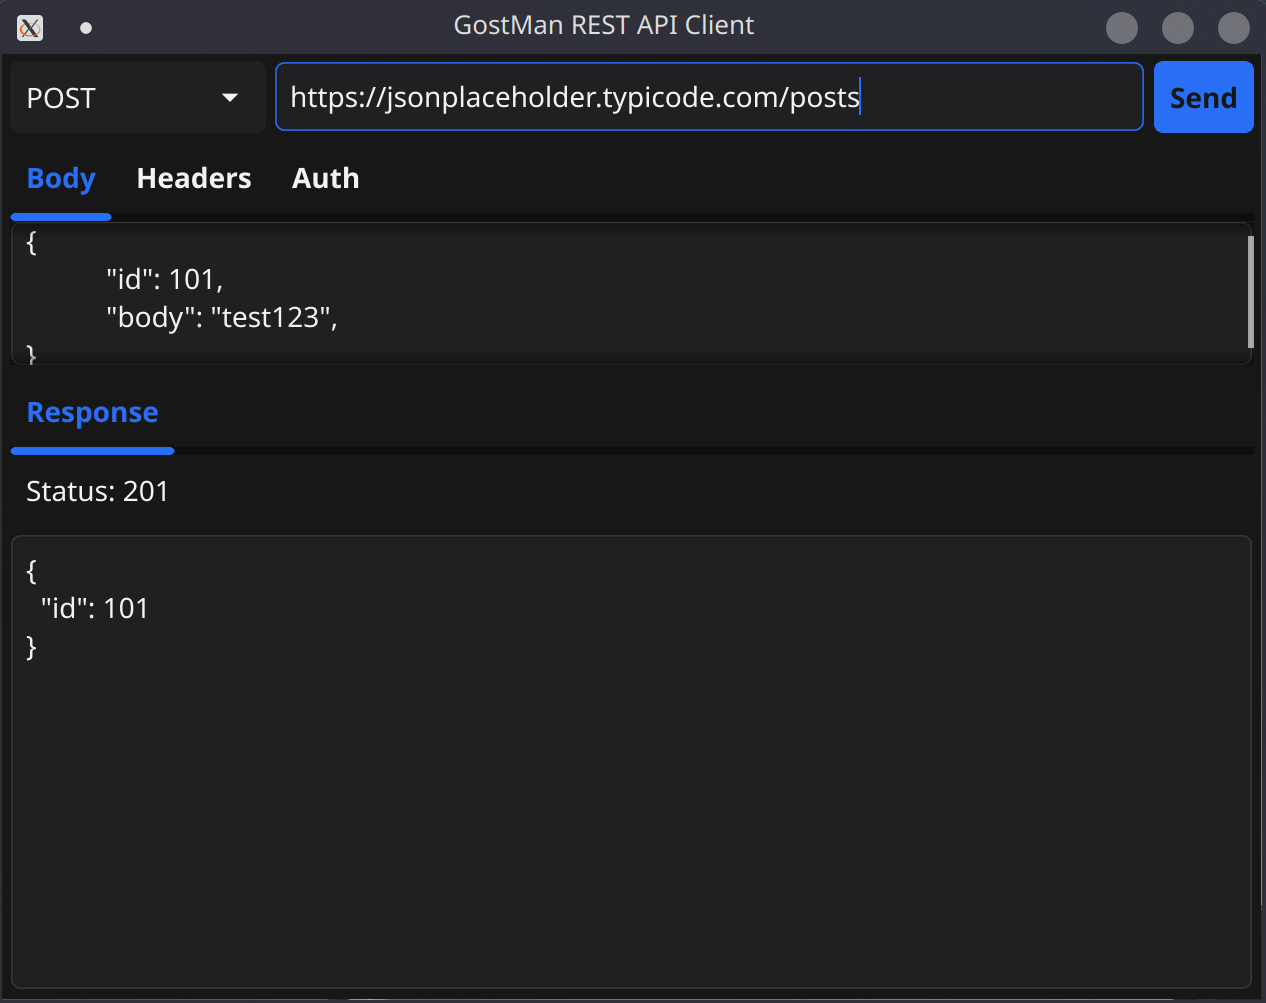 GostMan REST API Client
POST
https://jsonplaceholder.typicode.com/posts
Send
Body Headers Auth
{
"id": 101,
"body": "test123",
}
Response
Status: 201
{
"id": 101
}